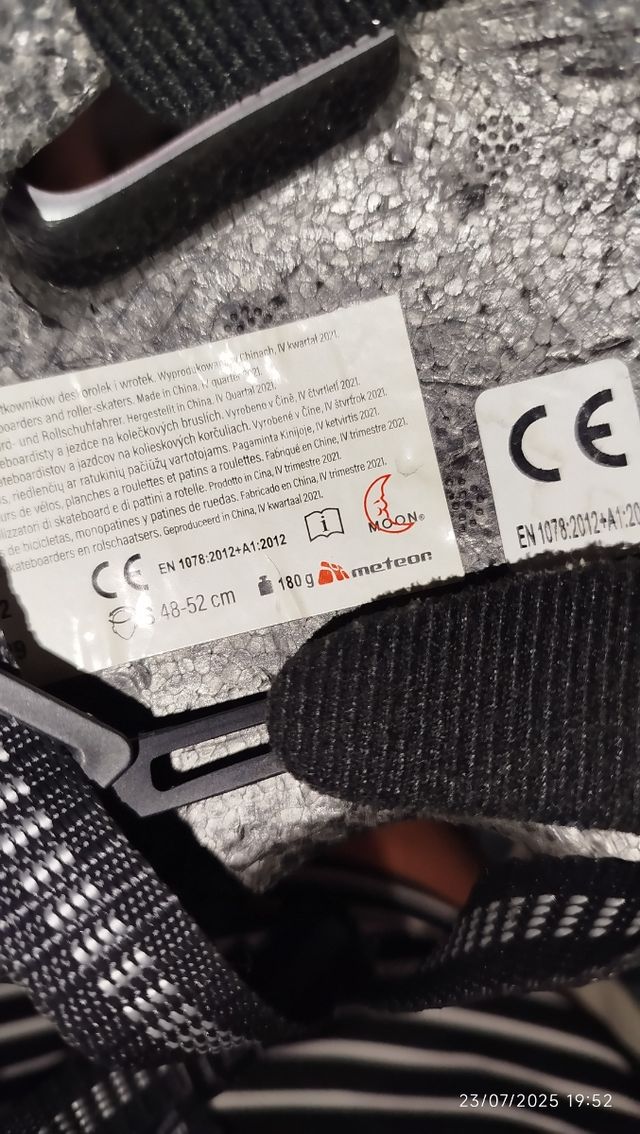 użytkowników deskorolek i wrotek. Wyprodukowano w Chinach, IV kwartał 2021.
boarders and roller-skaters. Made in China, IV quarter 2021.
und Rollschuhfahrer. Hergestellt in China, IV Quartal 2021.
eboardisty a jezdce na kolečkových bruslích. Vyrobeno v Číně, IV čtvrtletí 2021.
teboardistov a jazdcov na kolieskových korčuliach. Vyrobené v Číne, IV štvrťrok 2021.
riedlenčių ar ratukinių pačiūžų vartotojams. Pagaminta Kinijoje, IV ketvirtis 2021.
urs de vélos, planches a roulettes et patins a roulettes. Fabriqué en Chine, IV trimestre 2021.
ilizzatori di skateboard e di pattini a rotelle. Prodotto in Cina, IV trimestre 2021.
de bicicletas, monopatines y patines de ruedas. Fabricado en China, IV trimestre 2021.
kateboarders en rolschaatsers. Geproduceerd in China, IV kwartaal 2021.
CE EN 1078:2012+A1:2012 i MOON®
S 48-52 cm 180 g meteor
CE
EN 1078:2012+A1:20
23/07/2025 19:52